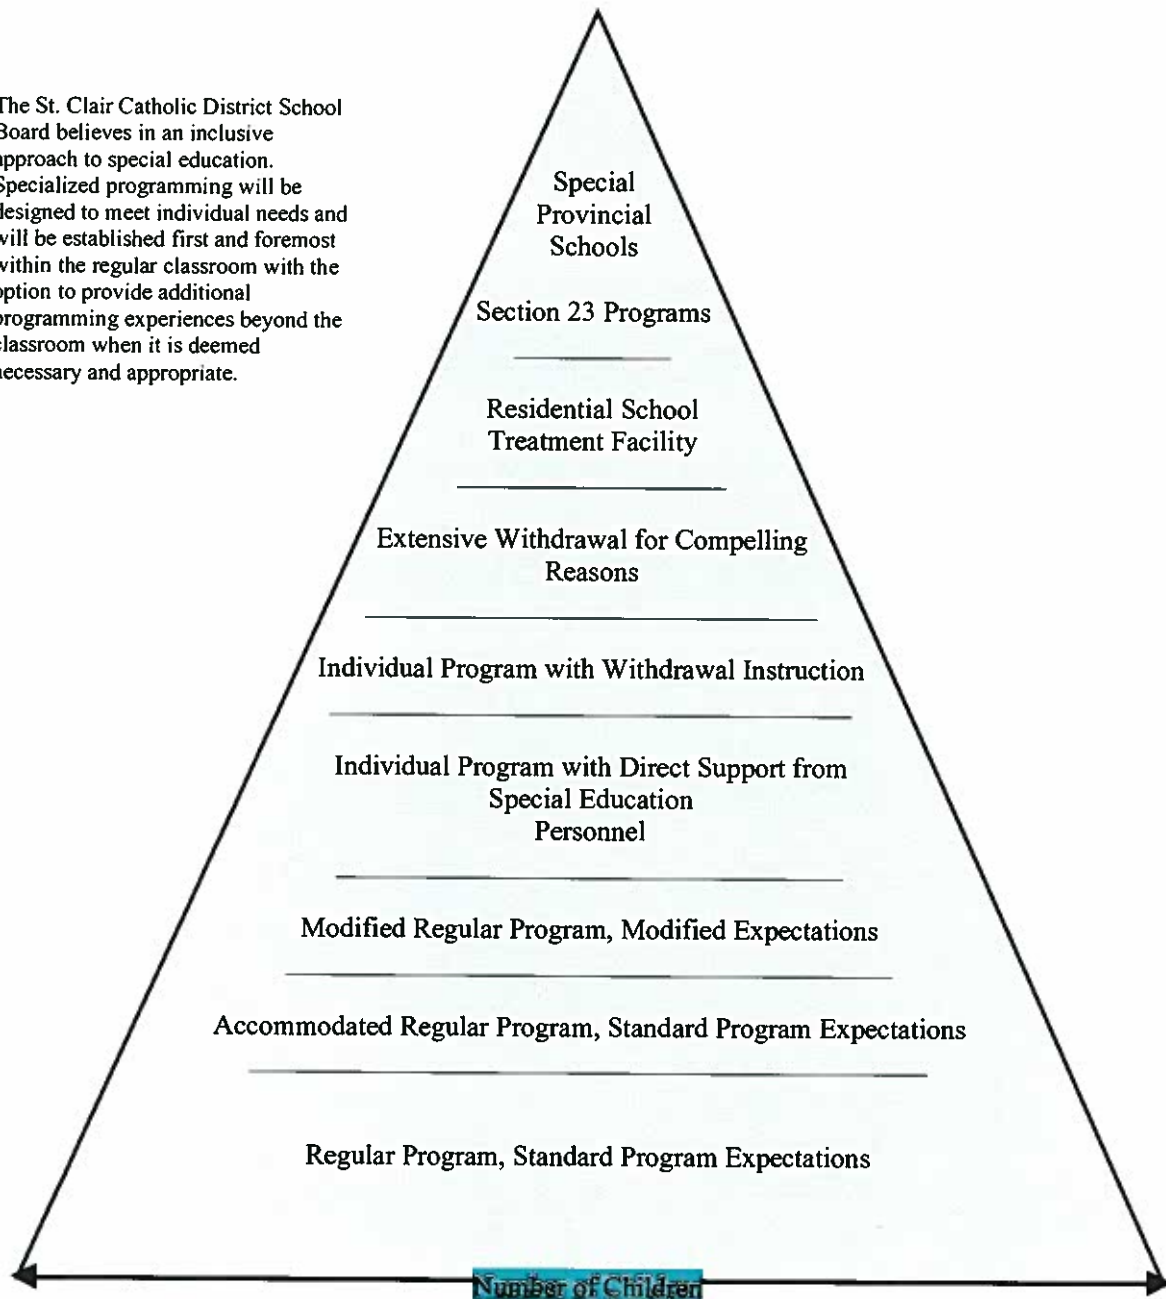 The St. Clair Catholic District School
Board believes in an inclusive
approach to special education.
Specialized programming will be
designed to meet individual needs and
will be established first and foremost
within the regular classroom with the
option to provide additional
programming experiences beyond the
classroom when it is deemed
necessary and appropriate.
Special
Provincial
Schools
Section 23 Programs
Residential School
Treatment Facility
Extensive Withdrawal for Compelling
Reasons
Individual Program with Withdrawal Instruction
Individual Program with Direct Support from
Special Education
Personnel
Modified Regular Program, Modified Expectations
Accommodated Regular Program, Standard Program Expectations
Regular Program, Standard Program Expectations
Number of Children